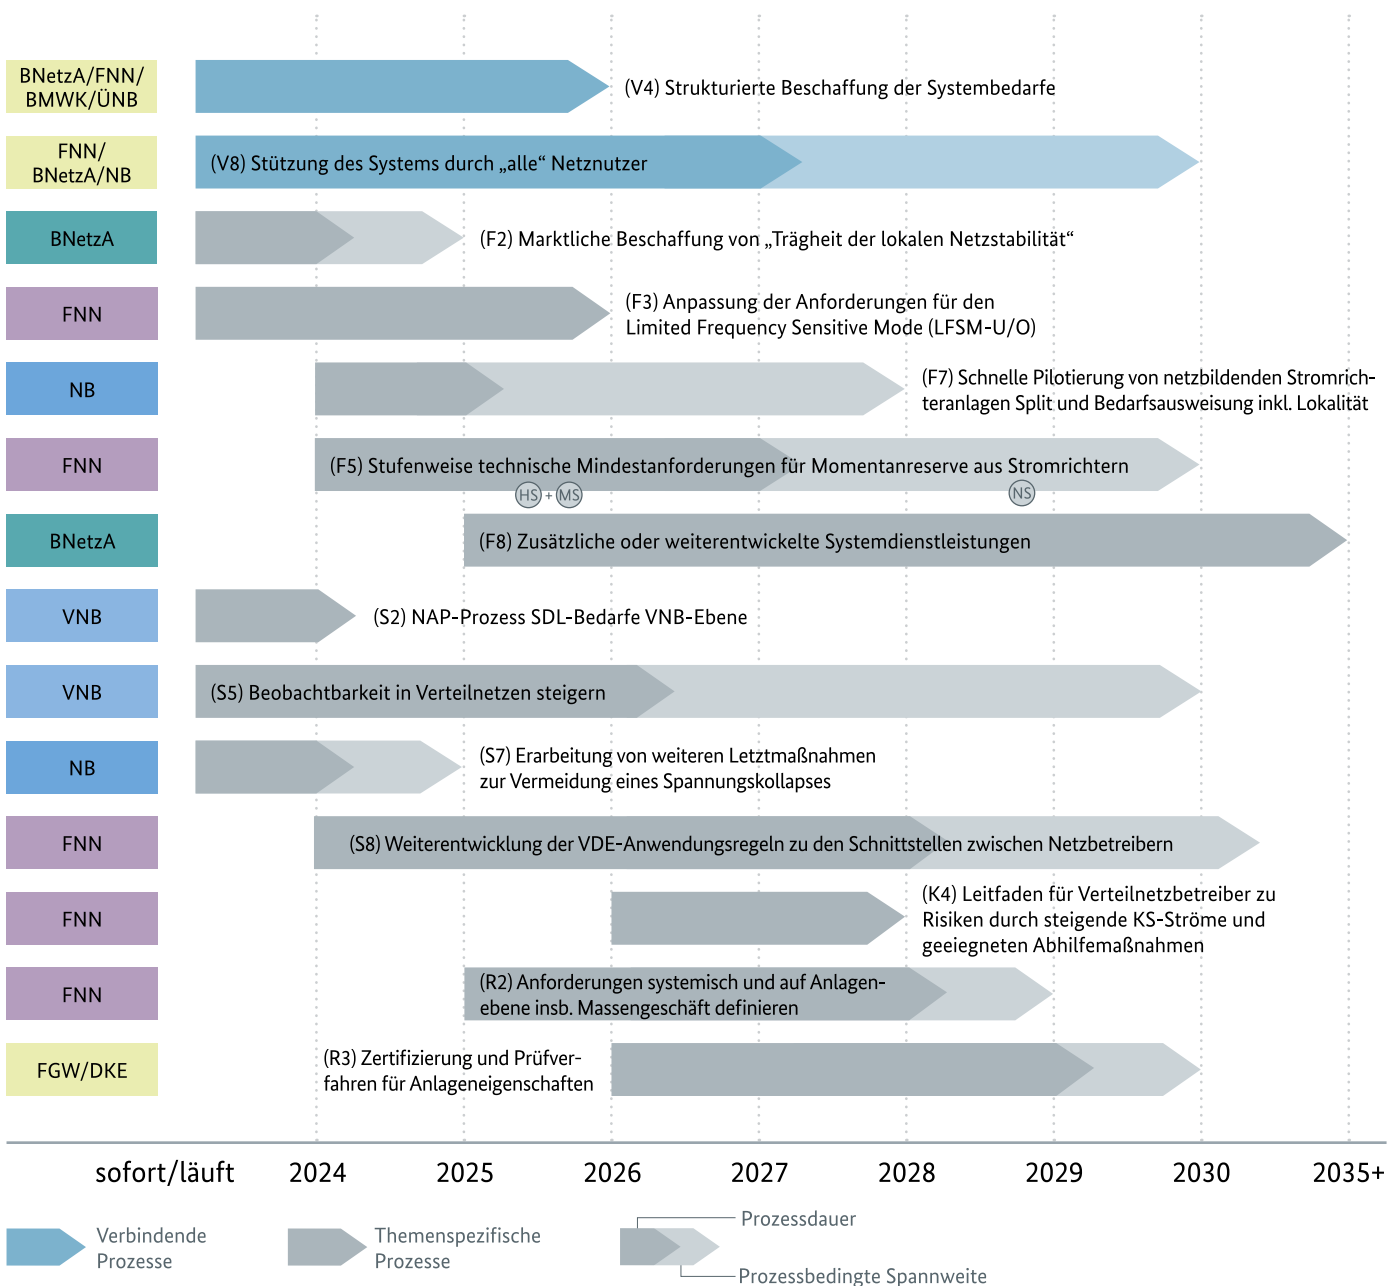 BNetzA/FNN/
BMWK/ÜNB
(V4) Strukturierte Beschaffung der Systembedarfe
FNN/
BNetzA/NB
(V8) Stützung des Systems durch „alle“ Netznutzer
BNetzA
(F2) Marktliche Beschaffung von „Trägheit der lokalen Netzstabilität“
FNN
(F3) Anpassung der Anforderungen für den
Limited Frequency Sensitive Mode (LFSM-U/O)
NB
(F7) Schnelle Pilotierung von netzbildenden Stromrich-
teranlagen Split und Bedarfsausweisung inkl. Lokalität
FNN
(F5) Stufenweise technische Mindestanforderungen für Momentanreserve aus Stromrichtern
HS + MS
NS
BNetzA
(F8) Zusätzliche oder weiterentwickelte Systemdienstleistungen
VNB
(S2) NAP-Prozess SDL-Bedarfe VNB-Ebene
VNB
(S5) Beobachtbarkeit in Verteilnetzen steigern
NB
(S7) Erarbeitung von weiteren Letztmaßnahmen
zur Vermeidung eines Spannungskollapses
FNN
(S8) Weiterentwicklung der VDE-Anwendungsregeln zu den Schnittstellen zwischen Netzbetreibern
FNN
(K4) Leitfaden für Verteilnetzbetreiber zu
Risiken durch steigende KS-Ströme und
geeiegneten Abhilfemaßnahmen
FNN
(R2) Anforderungen systemisch und auf Anlagen-
ebene insb. Massengeschäft definieren
FGW/DKE
(R3) Zertifizierung und Prüfver-
fahren für Anlageneigenschaften
sofort/läuft 2024 2025 2026 2027 2028 2029 2030 2035+
Verbindende
Prozesse
Themenspezifische
Prozesse
Prozessdauer
Prozessbedingte Spannweite